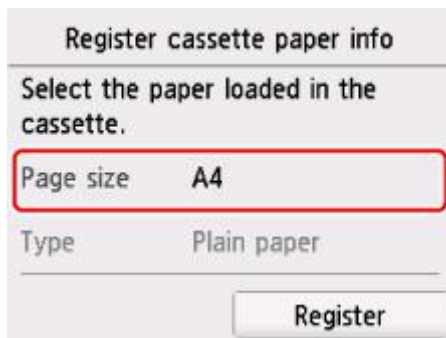 Register cassette paper info
Select the paper loaded in the
cassette.
Page size A4
Type Plain paper
Register